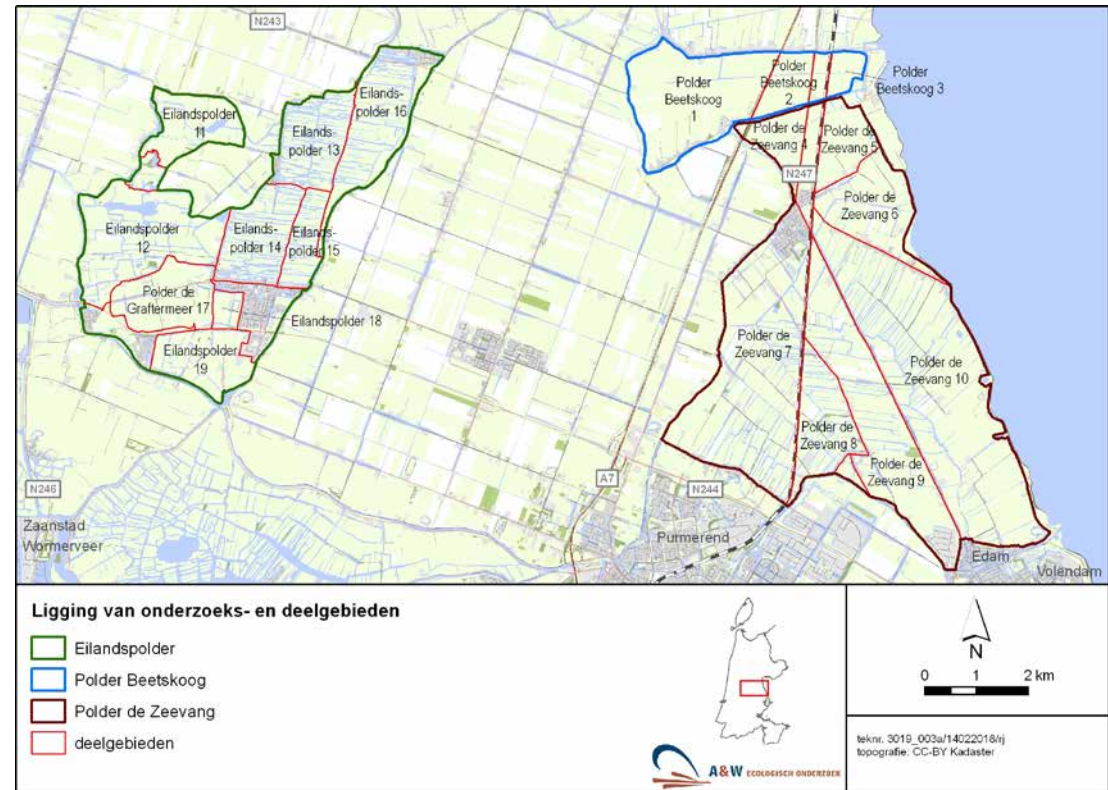 N243
Eilandspolder
11
Eilands-
polder 16
Eilands
polder 13
Eilandspolder
12
Eilands-
polder 14
Eilands-
polder 15
Polder de
Graftermeer 17
Eilandspolder 18
Eilandspolder
19
Polder
Beetskoog
1
Polder
Beetskoog
2
Polder
Beetskoog 3
Polder de
Zeevang 4
Polder de
Zeevang 5
N247
Polder de
Zeevang 6
Polder de
Zeevang 7
Polder de
Zeevang 10
Polder de
Zeevang 8
Polder de
Zeevang 9
A7
N244
N246
Zaanstad
Wormerveer
Purmerend
Edam
Volendam
Ligging van onderzoeks- en deelgebieden
Eilandspolder
Polder Beetskoog
Polder de Zeevang
deelgebieden
A&W ECOLOGISCH ONDERZOEK
N
0 1 2 km
teknr. 3019_003a/14022018/rj
topografie: CC-BY Kadaster